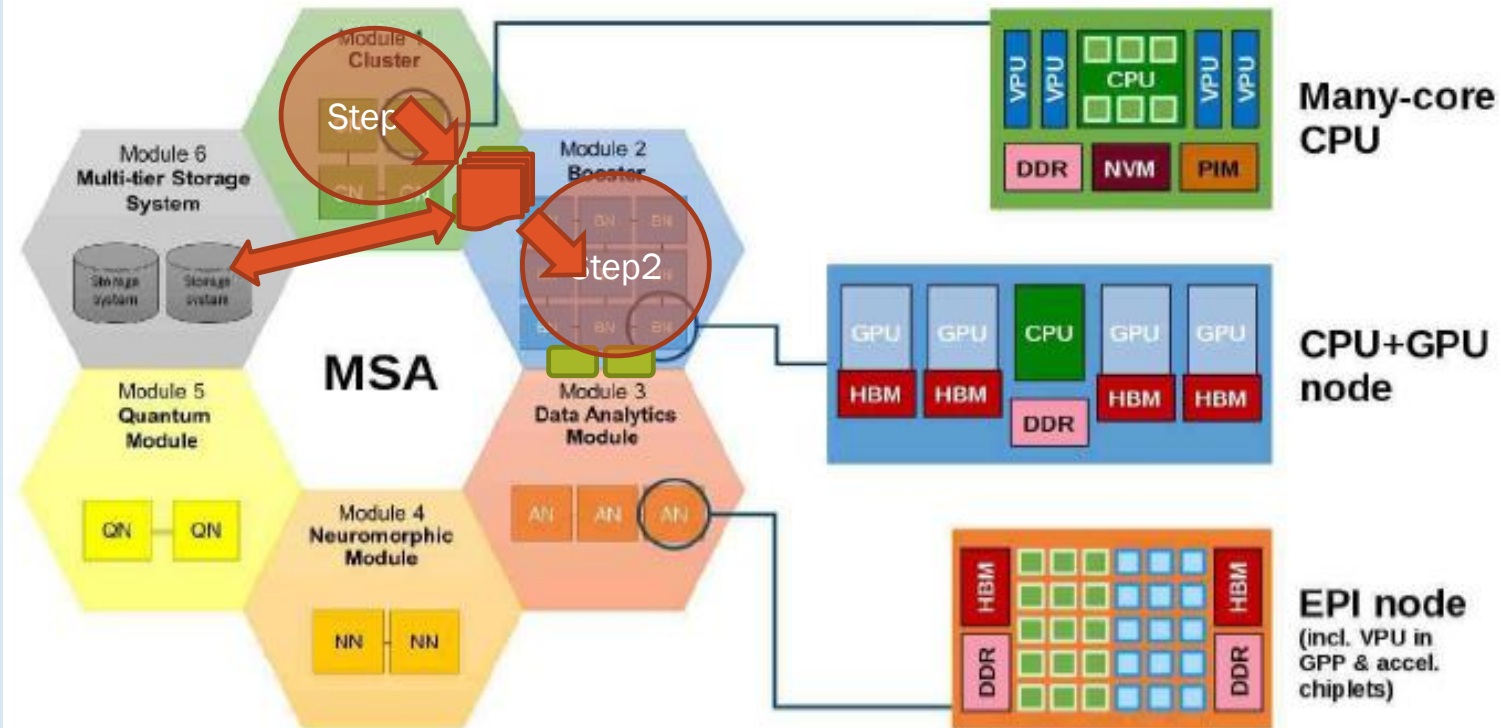 Module 1
Cluster
Step
CN
Module 6
Multi-tier Storage
System
Storage
system
Storage
system
Module 2
Booster
BN
BN
Step2
BN
BN
BN
MSA
Module 5
Quantum
Module
QN
QN
Module 4
Neuromorphic
Module
NN
NN
Module 3
Data Analytics
Module
AN
AN
AN
VPU
VPU
CPU
VPU
VPU
DDR
NVM
PIM
Many-core
CPU
GPU
GPU
CPU
GPU
GPU
HBM
HBM
HBM
HBM
DDR
CPU+GPU
node
HBM
DDR
HBM
DDR
EPI node
(incl. VPU in
GPP & accel.
chiplets)